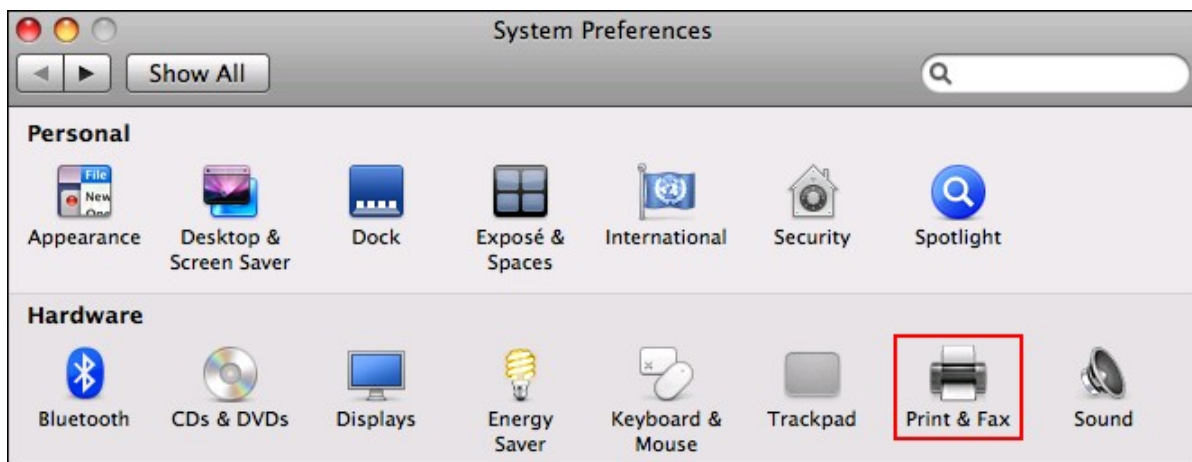 System Preferences
Show All
Personal
File
New
One
Appearance
Desktop &
Screen Saver
Dock
Exposé &
Spaces
International
Security
Spotlight
Hardware
Bluetooth
CDs & DVDs
Displays
Energy
Saver
Keyboard &
Mouse
Trackpad
Print & Fax
Sound